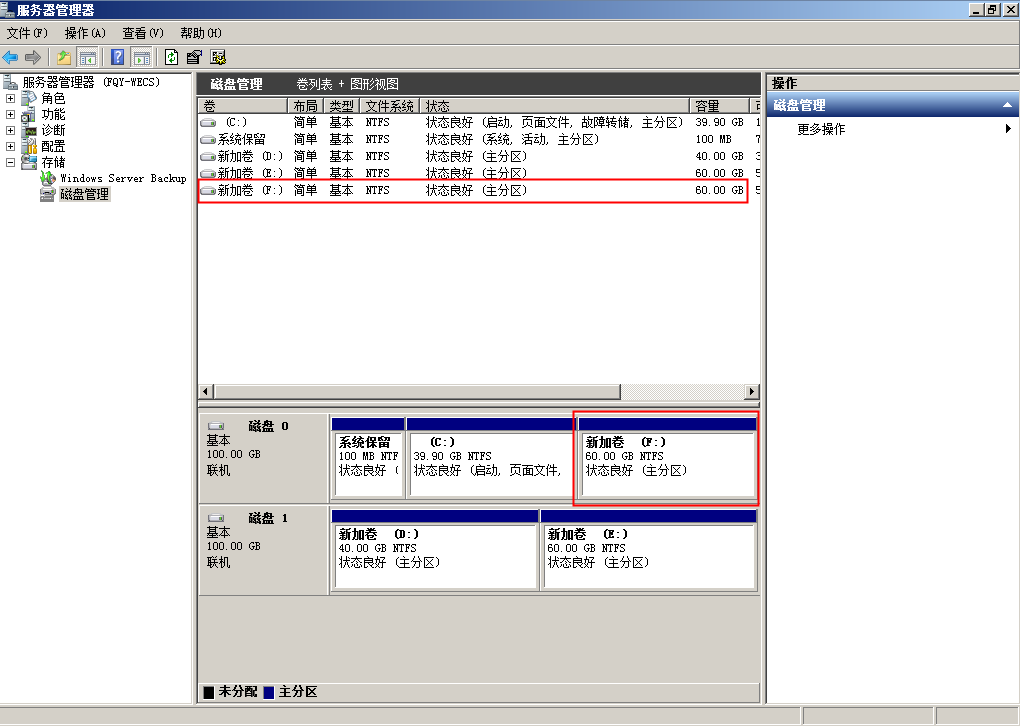 服务器管理器
文件(F) 操作(A) 查看(V) 帮助(H)
服务器管理器 (FQY-WECS)
角色
功能
诊断
配置
存储
Windows Server Backup
磁盘管理
磁盘管理 卷列表 + 图形视图
卷 布局 类型 文件系统 状态 容量
(C:) 简单 基本 NTFS 状态良好 (启动, 页面文件, 故障转储, 主分区) 39.90 GB 1
系统保留 简单 基本 NTFS 状态良好 (系统, 活动, 主分区) 100 MB 7
新加卷 (D:) 简单 基本 NTFS 状态良好 (主分区) 40.00 GB 3
新加卷 (E:) 简单 基本 NTFS 状态良好 (主分区) 60.00 GB 5
新加卷 (F:) 简单 基本 NTFS 状态良好 (主分区) 60.00 GB 5
磁盘 0
基本
100.00 GB
联机
系统保留
100 MB NTF
状态良好 (
(C:)
39.90 GB NTFS
状态良好 (启动, 页面文件,
新加卷 (F:)
60.00 GB NTFS
状态良好 (主分区)
磁盘 1
基本
100.00 GB
联机
新加卷 (D:)
40.00 GB NTFS
状态良好 (主分区)
新加卷 (E:)
60.00 GB NTFS
状态良好 (主分区)
未分配 主分区
操作
磁盘管理
更多操作